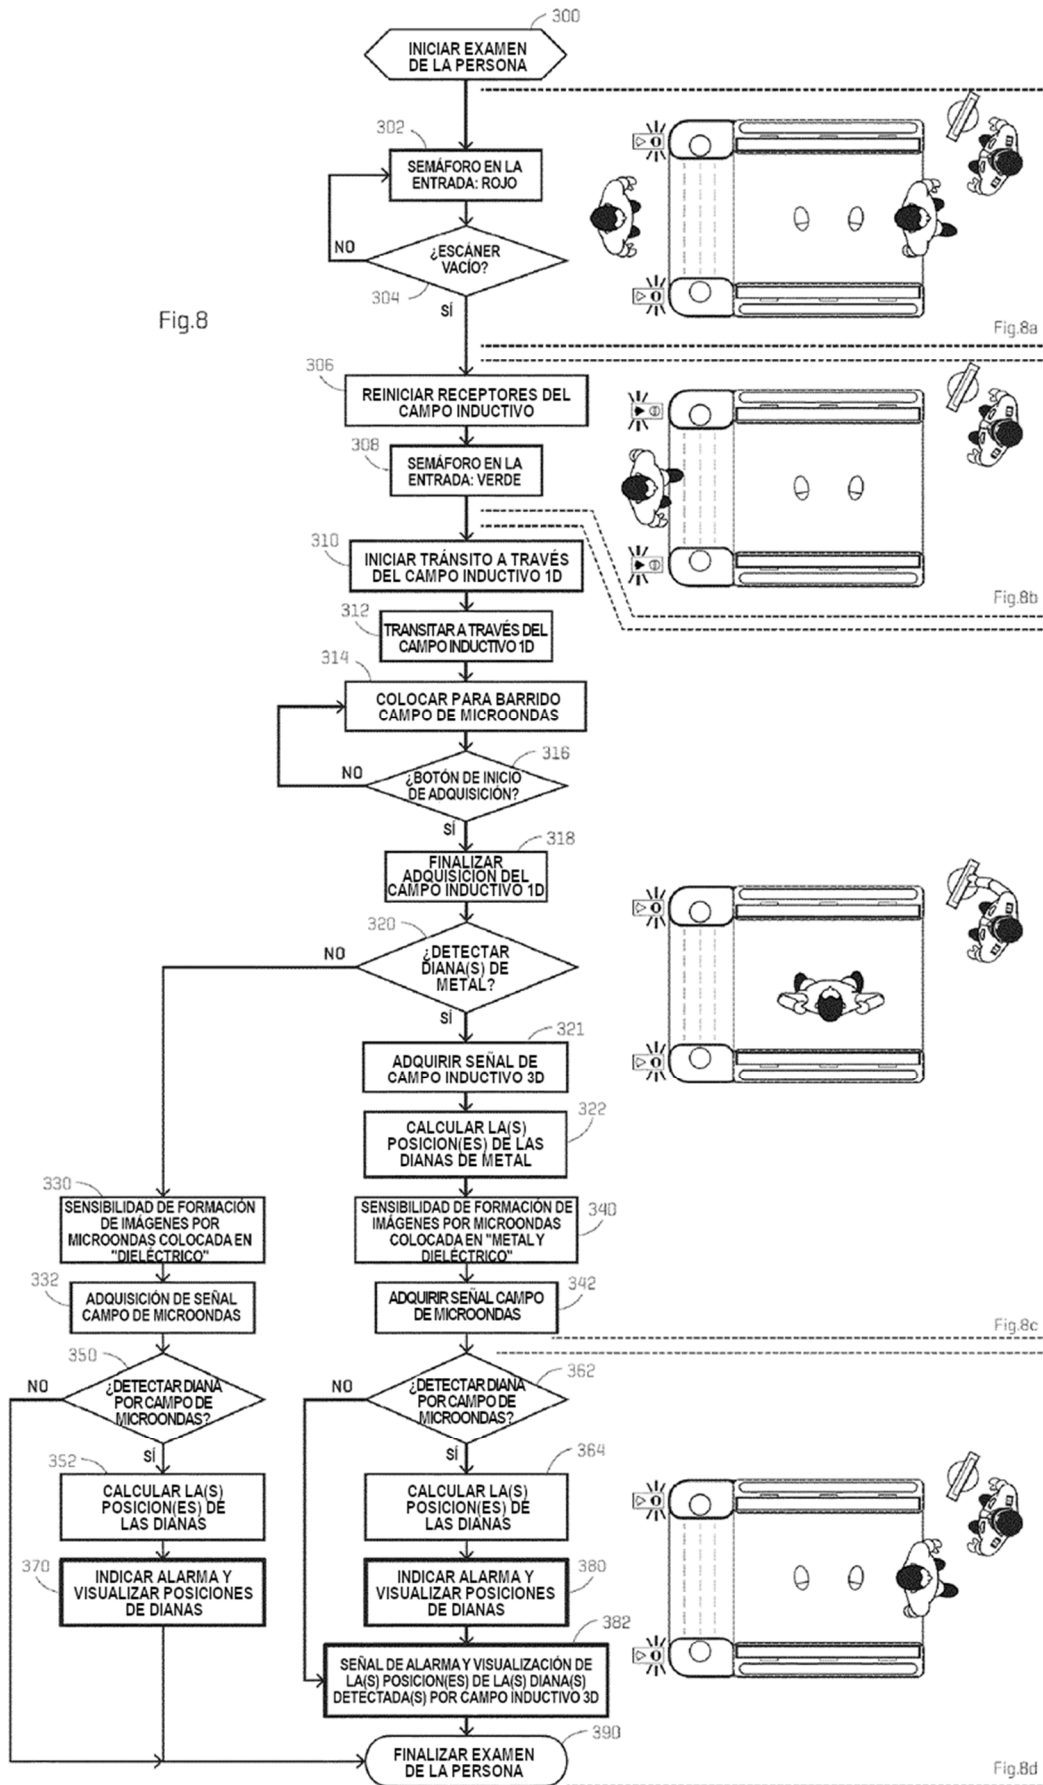 300
INICIAR EXAMEN
DE LA PERSONA
302
SEMÁFORO EN LA
ENTRADA: ROJO
NO
¿ESCÁNER
VACÍO?
304
SÍ
Fig.8
Fig.8a
306
REINICIAR RECEPTORES DEL
CAMPO INDUCTIVO
308
SEMÁFORO EN LA
ENTRADA: VERDE
310
INICIAR TRÁNSITO A TRAVÉS
DEL CAMPO INDUCTIVO 1D
Fig.8b
312
TRANSITAR A TRAVÉS DEL
CAMPO INDUCTIVO 1D
314
COLOCAR PARA BARRIDO
CAMPO DE MICROONDAS
316
NO
¿BOTÓN DE INICIO
DE ADQUISICIÓN?
SÍ
318
FINALIZAR
ADQUISICIÓN DEL
CAMPO INDUCTIVO 1D
320
NO
¿DETECTAR
DIANA(S) DE
METAL?
SÍ
321
ADQUIRIR SEÑAL DE
CAMPO INDUCTIVO 3D
322
CALCULAR LA(S)
POSICION(ES) DE LAS
DIANAS DE METAL
330
SENSIBILIDAD DE FORMACIÓN
DE IMÁGENES POR
MICROONDAS COLOCADA EN
"DIELÉCTRICO"
SENSIBILIDAD DE FORMACIÓN DE
IMÁGENES POR MICROONDAS
COLOCADA EN "METAL Y
DIELÉCTRICO"
340
332
ADQUISICIÓN DE SEÑAL
CAMPO DE MICROONDAS
342
ADQUIRIR SEÑAL CAMPO
DE MICROONDAS
Fig.8c
350
NO
¿DETECTAR DIANA
POR CAMPO DE
MICROONDAS?
SÍ
362
NO
¿DETECTAR DIANA
POR CAMPO DE
MICROONDAS?
SÍ
352
CALCULAR LA(S)
POSICION(ES) DE
LAS DIANAS
364
CALCULAR LA(S)
POSICION(ES) DE
LAS DIANAS
370
INDICAR ALARMA Y
VISUALIZAR POSICIONES
DE DIANAS
INDICAR ALARMA Y
VISUALIZAR POSICIONES
DE DIANAS
380
382
SEÑAL DE ALARMA Y VISUALIZACIÓN DE
LA(S) POSICION(ES) DE LA(S) DIANA(S)
DETECTADA(S) POR CAMPO INDUCTIVO 3D
390
FINALIZAR EXAMEN
DE LA PERSONA
Fig.8d